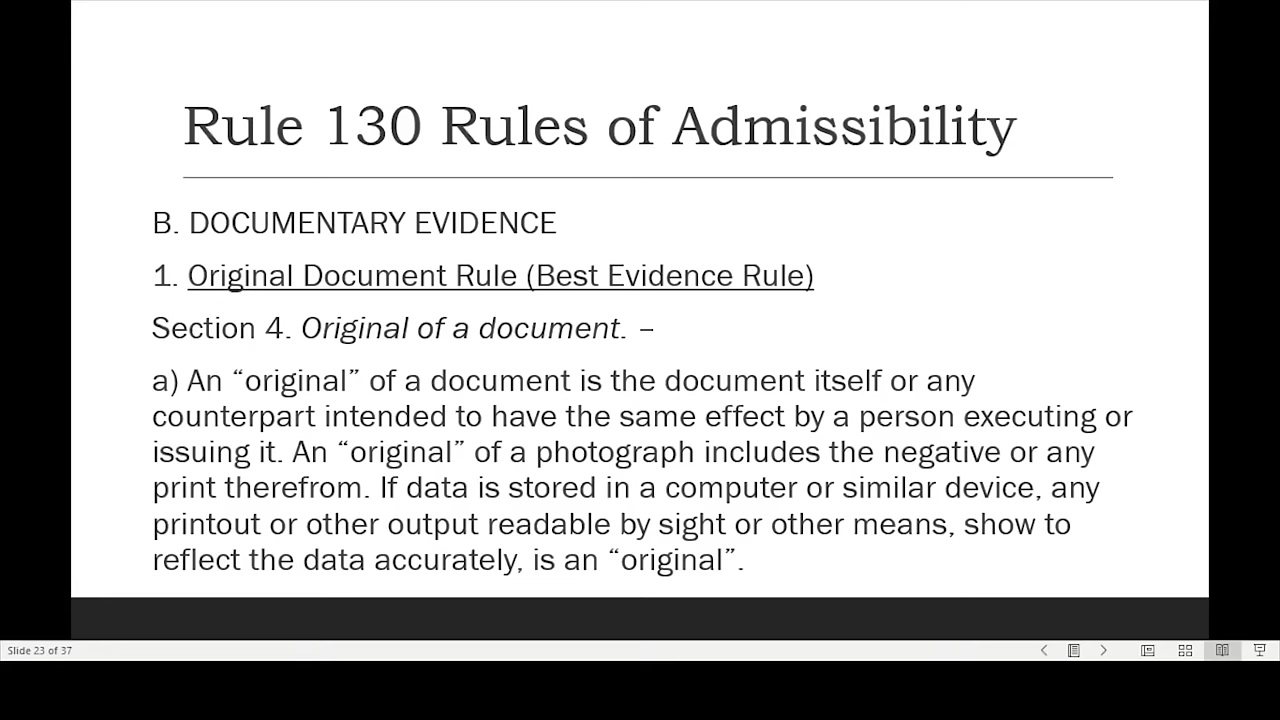 Rule 130 Rules of Admissibility
B. DOCUMENTARY EVIDENCE
1. Original Document Rule (Best Evidence Rule)
Section 4. Original of a document. –
a) An “original” of a document is the document itself or any
counterpart intended to have the same effect by a person executing or
issuing it. An “original” of a photograph includes the negative or any
print therefrom. If data is stored in a computer or similar device, any
printout or other output readable by sight or other means, show to
reflect the data accurately, is an “original”.
Slide 23 of 37